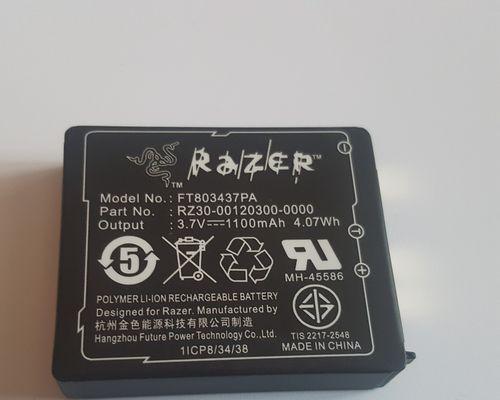 RAZER™
™
Model No.: FT803437PA
Part No. : RZ30-00120300-0000
Output : 3.7V⎓1100mAh 4.07Wh
5
RU
MH-45586
POLYMER LI-ION RECHARGEABLE BATTERY
Designed for Razer. Manufactured by
杭州金色能源科技有限公司制造
Hangzhou Future Power Technology Co., Ltd.
TIS 2217-2548
MADE IN CHINA
1ICP8/34/38
− T +